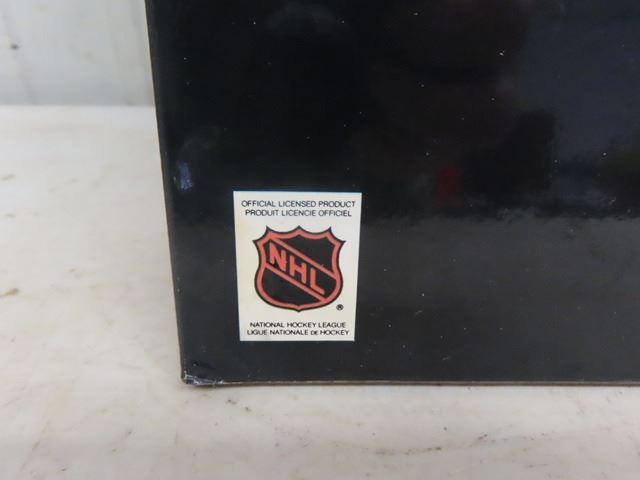 OFFICIAL LICENSED PRODUCT
PRODUIT LICENCIE OFFICIEL
NHL
®
NATIONAL HOCKEY LEAGUE
LIGUE NATIONALE DE HOCKEY